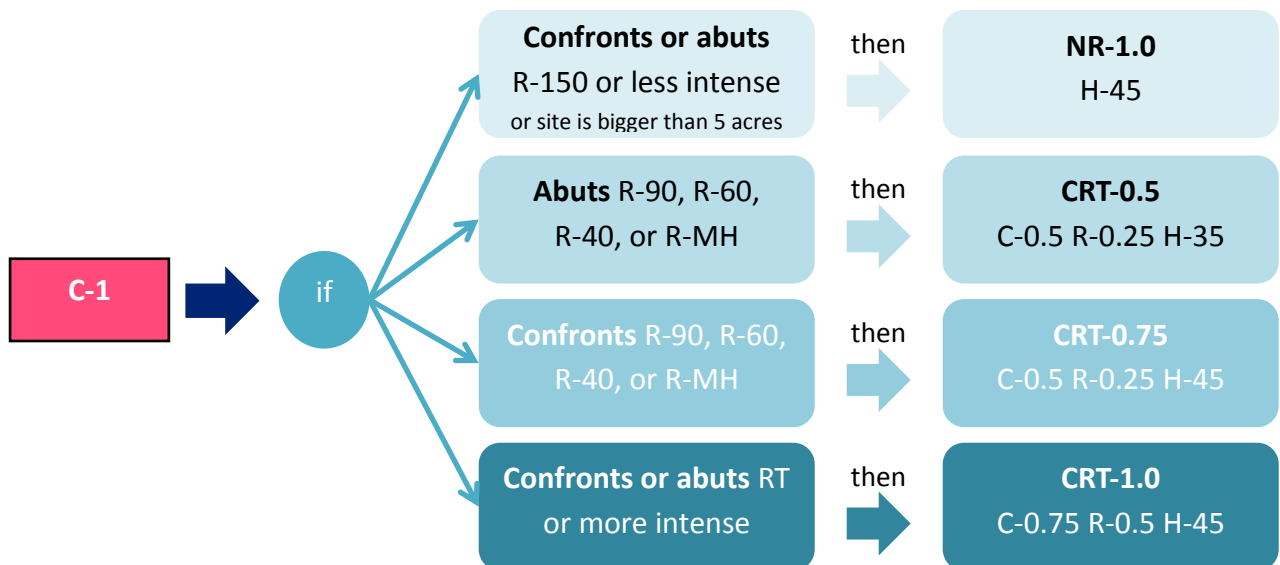 Confronts or abuts
R-150 or less intense
or site is bigger than 5 acres
then
NR-1.0
H-45
Abuts R-90, R-60,
R-40, or R-MH
then
CRT-0.5
C-0.5 R-0.25 H-35
C-1
if
Confronts R-90, R-60,
R-40, or R-MH
then
CRT-0.75
C-0.5 R-0.25 H-45
Confronts or abuts RT
or more intense
then
CRT-1.0
C-0.75 R-0.5 H-45